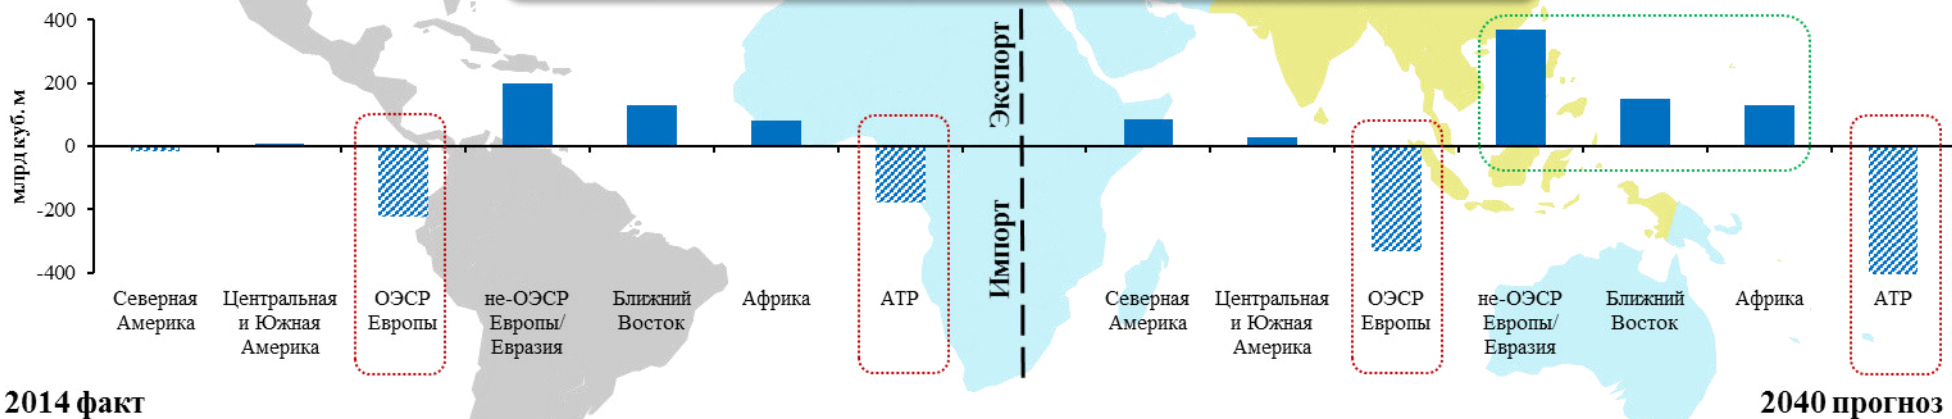 400
200
0
-200
-400
млрд куб. м
Экспорт
Импорт
Северная
Америка
Центральная
и Южная
Америка
ОЭСР
Европы
не-ОЭСР
Европы/
Евразия
Ближний
Восток
Африка
АТР
Северная
Америка
Центральная
и Южная
Америка
ОЭСР
Европы
не-ОЭСР
Европы/
Евразия
Ближний
Восток
Африка
АТР
2014 факт
2040 прогноз